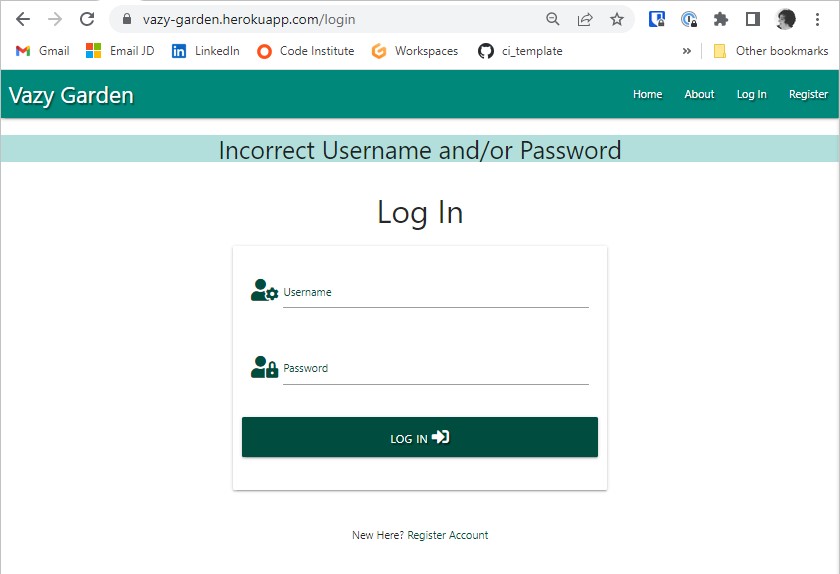 vazy-garden.herokuapp.com/login
Gmail Email JD LinkedIn Code Institute Workspaces ci_template » Other bookmarks
Vazy Garden Home About Log In Register
Incorrect Username and/or Password
Log In
Username
Password
LOG IN
New Here? Register Account